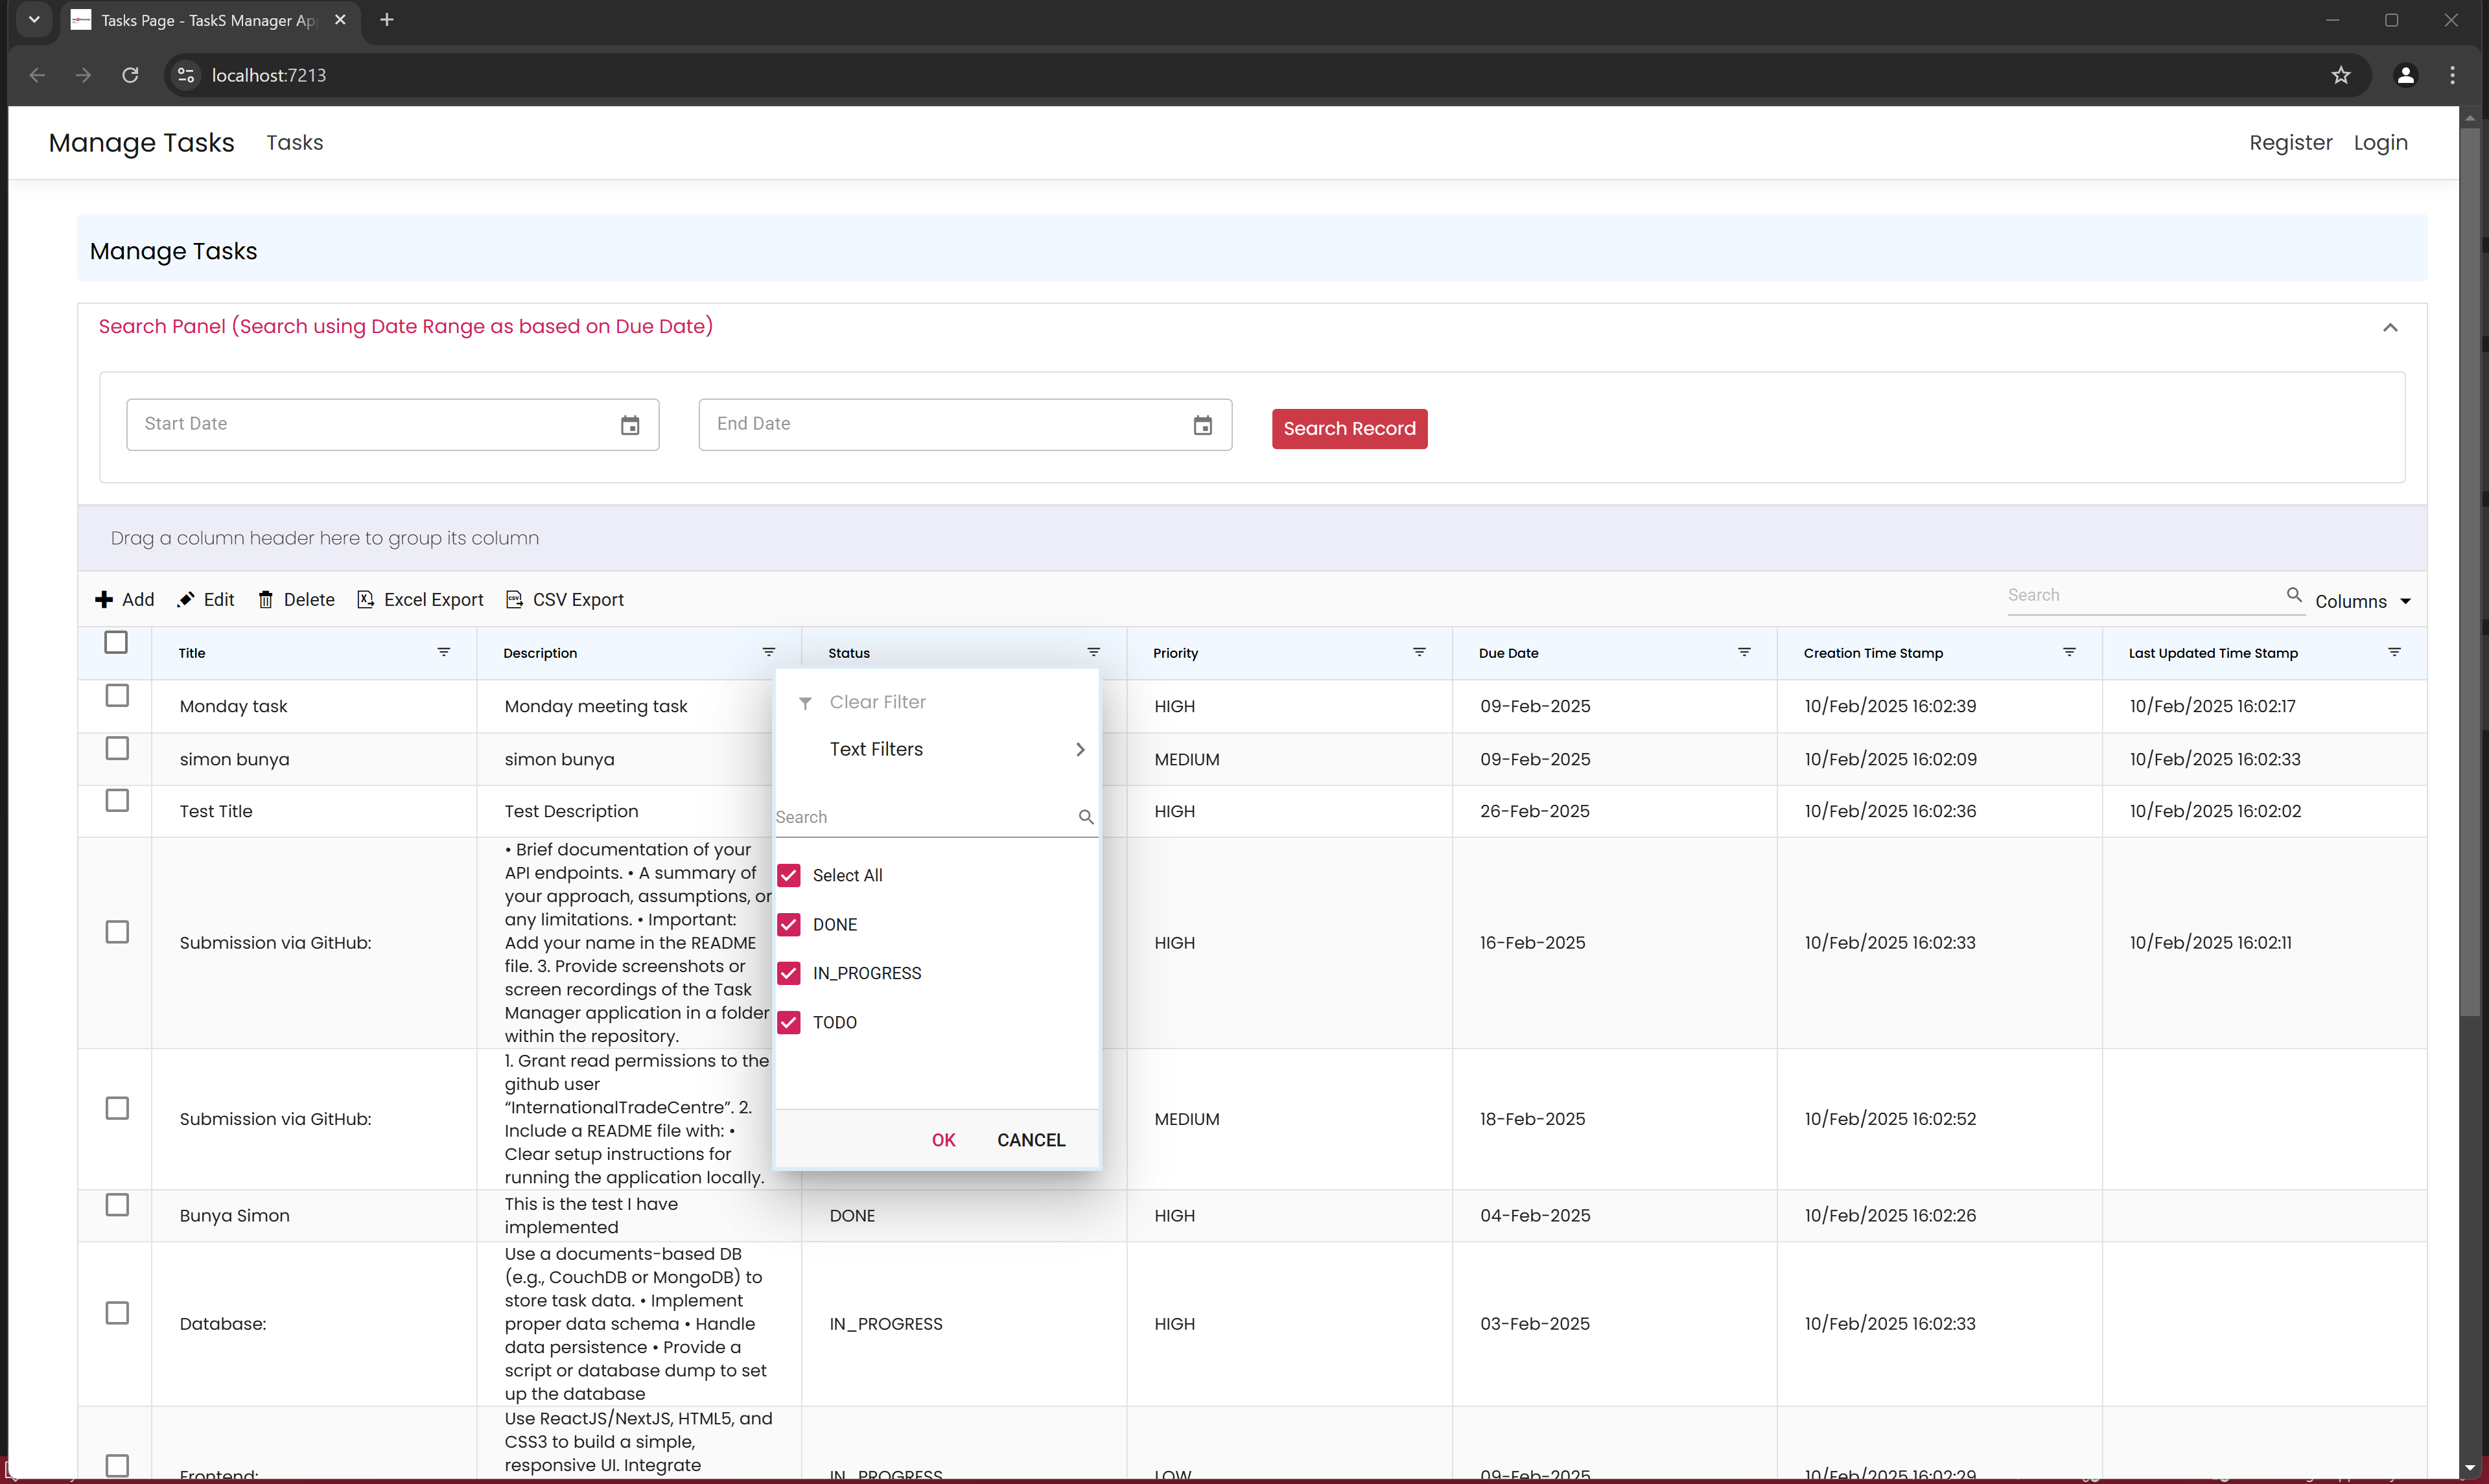 Tasks Page - TaskS Manager Ap
localhost:7213
Manage Tasks
Tasks
Register
Login
Manage Tasks
Search Panel (Search using Date Range as based on Due Date)
Start Date
End Date
Search Record
Drag a column header here to group its column
Add
Edit
Delete
Excel Export
CSV Export
Search
Columns
Title
Description
Status
Priority
Due Date
Creation Time Stamp
Last Updated Time Stamp
Monday task
Monday meeting task
HIGH
09-Feb-2025
10/Feb/2025 16:02:39
10/Feb/2025 16:02:17
simon bunya
simon bunya
MEDIUM
09-Feb-2025
10/Feb/2025 16:02:09
10/Feb/2025 16:02:33
Test Title
Test Description
HIGH
26-Feb-2025
10/Feb/2025 16:02:36
10/Feb/2025 16:02:02
Submission via GitHub:
• Brief documentation of your
API endpoints. • A summary of
your approach, assumptions, or
any limitations. • Important:
Add your name in the README
file. 3. Provide screenshots or
screen recordings of the Task
Manager application in a folder
within the repository.
HIGH
16-Feb-2025
10/Feb/2025 16:02:33
10/Feb/2025 16:02:11
Submission via GitHub:
1. Grant read permissions to the
github user
“InternationalTradeCentre”. 2.
Include a README file with: •
Clear setup instructions for
running the application locally.
MEDIUM
18-Feb-2025
10/Feb/2025 16:02:52
Clear Filter
Text Filters
Search
Select All
DONE
IN_PROGRESS
TODO
OK
CANCEL
Bunya Simon
This is the test I have
implemented
DONE
HIGH
04-Feb-2025
10/Feb/2025 16:02:26
Database:
Use a documents-based DB
(e.g., CouchDB or MongoDB) to
store task data. • Implement
proper data schema • Handle
data persistence • Provide a
script or database dump to set
up the database
IN_PROGRESS
HIGH
03-Feb-2025
10/Feb/2025 16:02:33
Frontend:
Use ReactJS/NextJS, HTML5, and
CSS3 to build a simple,
responsive UI. Integrate
IN_PROGRESS
LOW
09-Feb-2025
10/Feb/2025 16:02:29